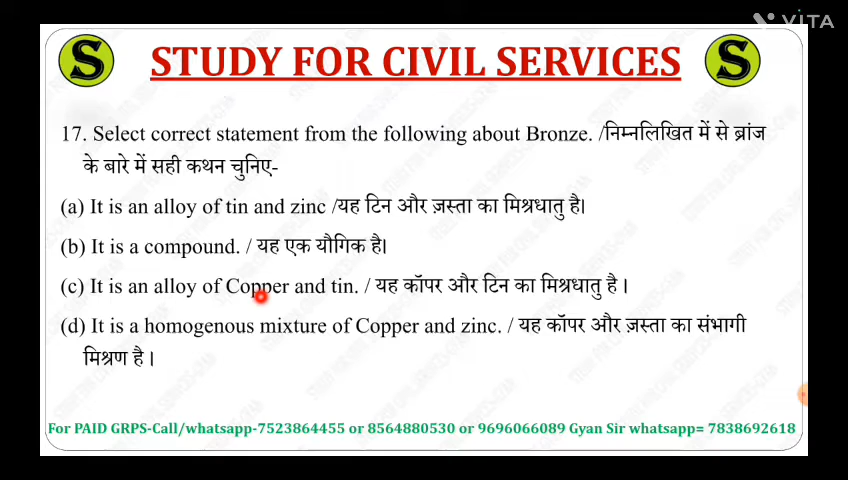 VITA
S STUDY FOR CIVIL SERVICES S
17. Select correct statement from the following about Bronze. /निम्नलिखित में से ब्रांज
के बारे में सही कथन चुनिए-
(a) It is an alloy of tin and zinc /यह टिन और ज़स्ता का मिश्रधातु है।
(b) It is a compound. / यह एक यौगिक है।
(c) It is an alloy of Copper and tin. / यह कॉपर और टिन का मिश्रधातु है ।
(d) It is a homogenous mixture of Copper and zinc. / यह कॉपर और ज़स्ता का संभागी
मिश्रण है ।
For PAID GRPS-Call/whatsapp-7523864455 or 8564880530 or 9696066089 Gyan Sir whatsapp= 7838692618